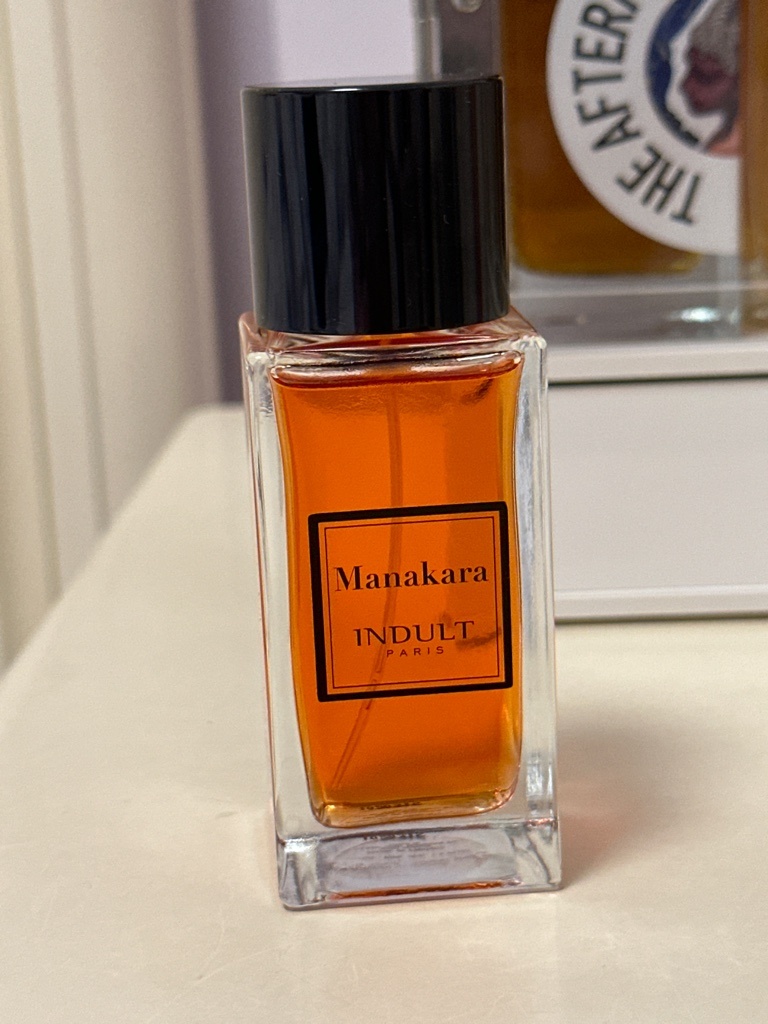 Manakara
INDULT
PARIS
THE AFTER